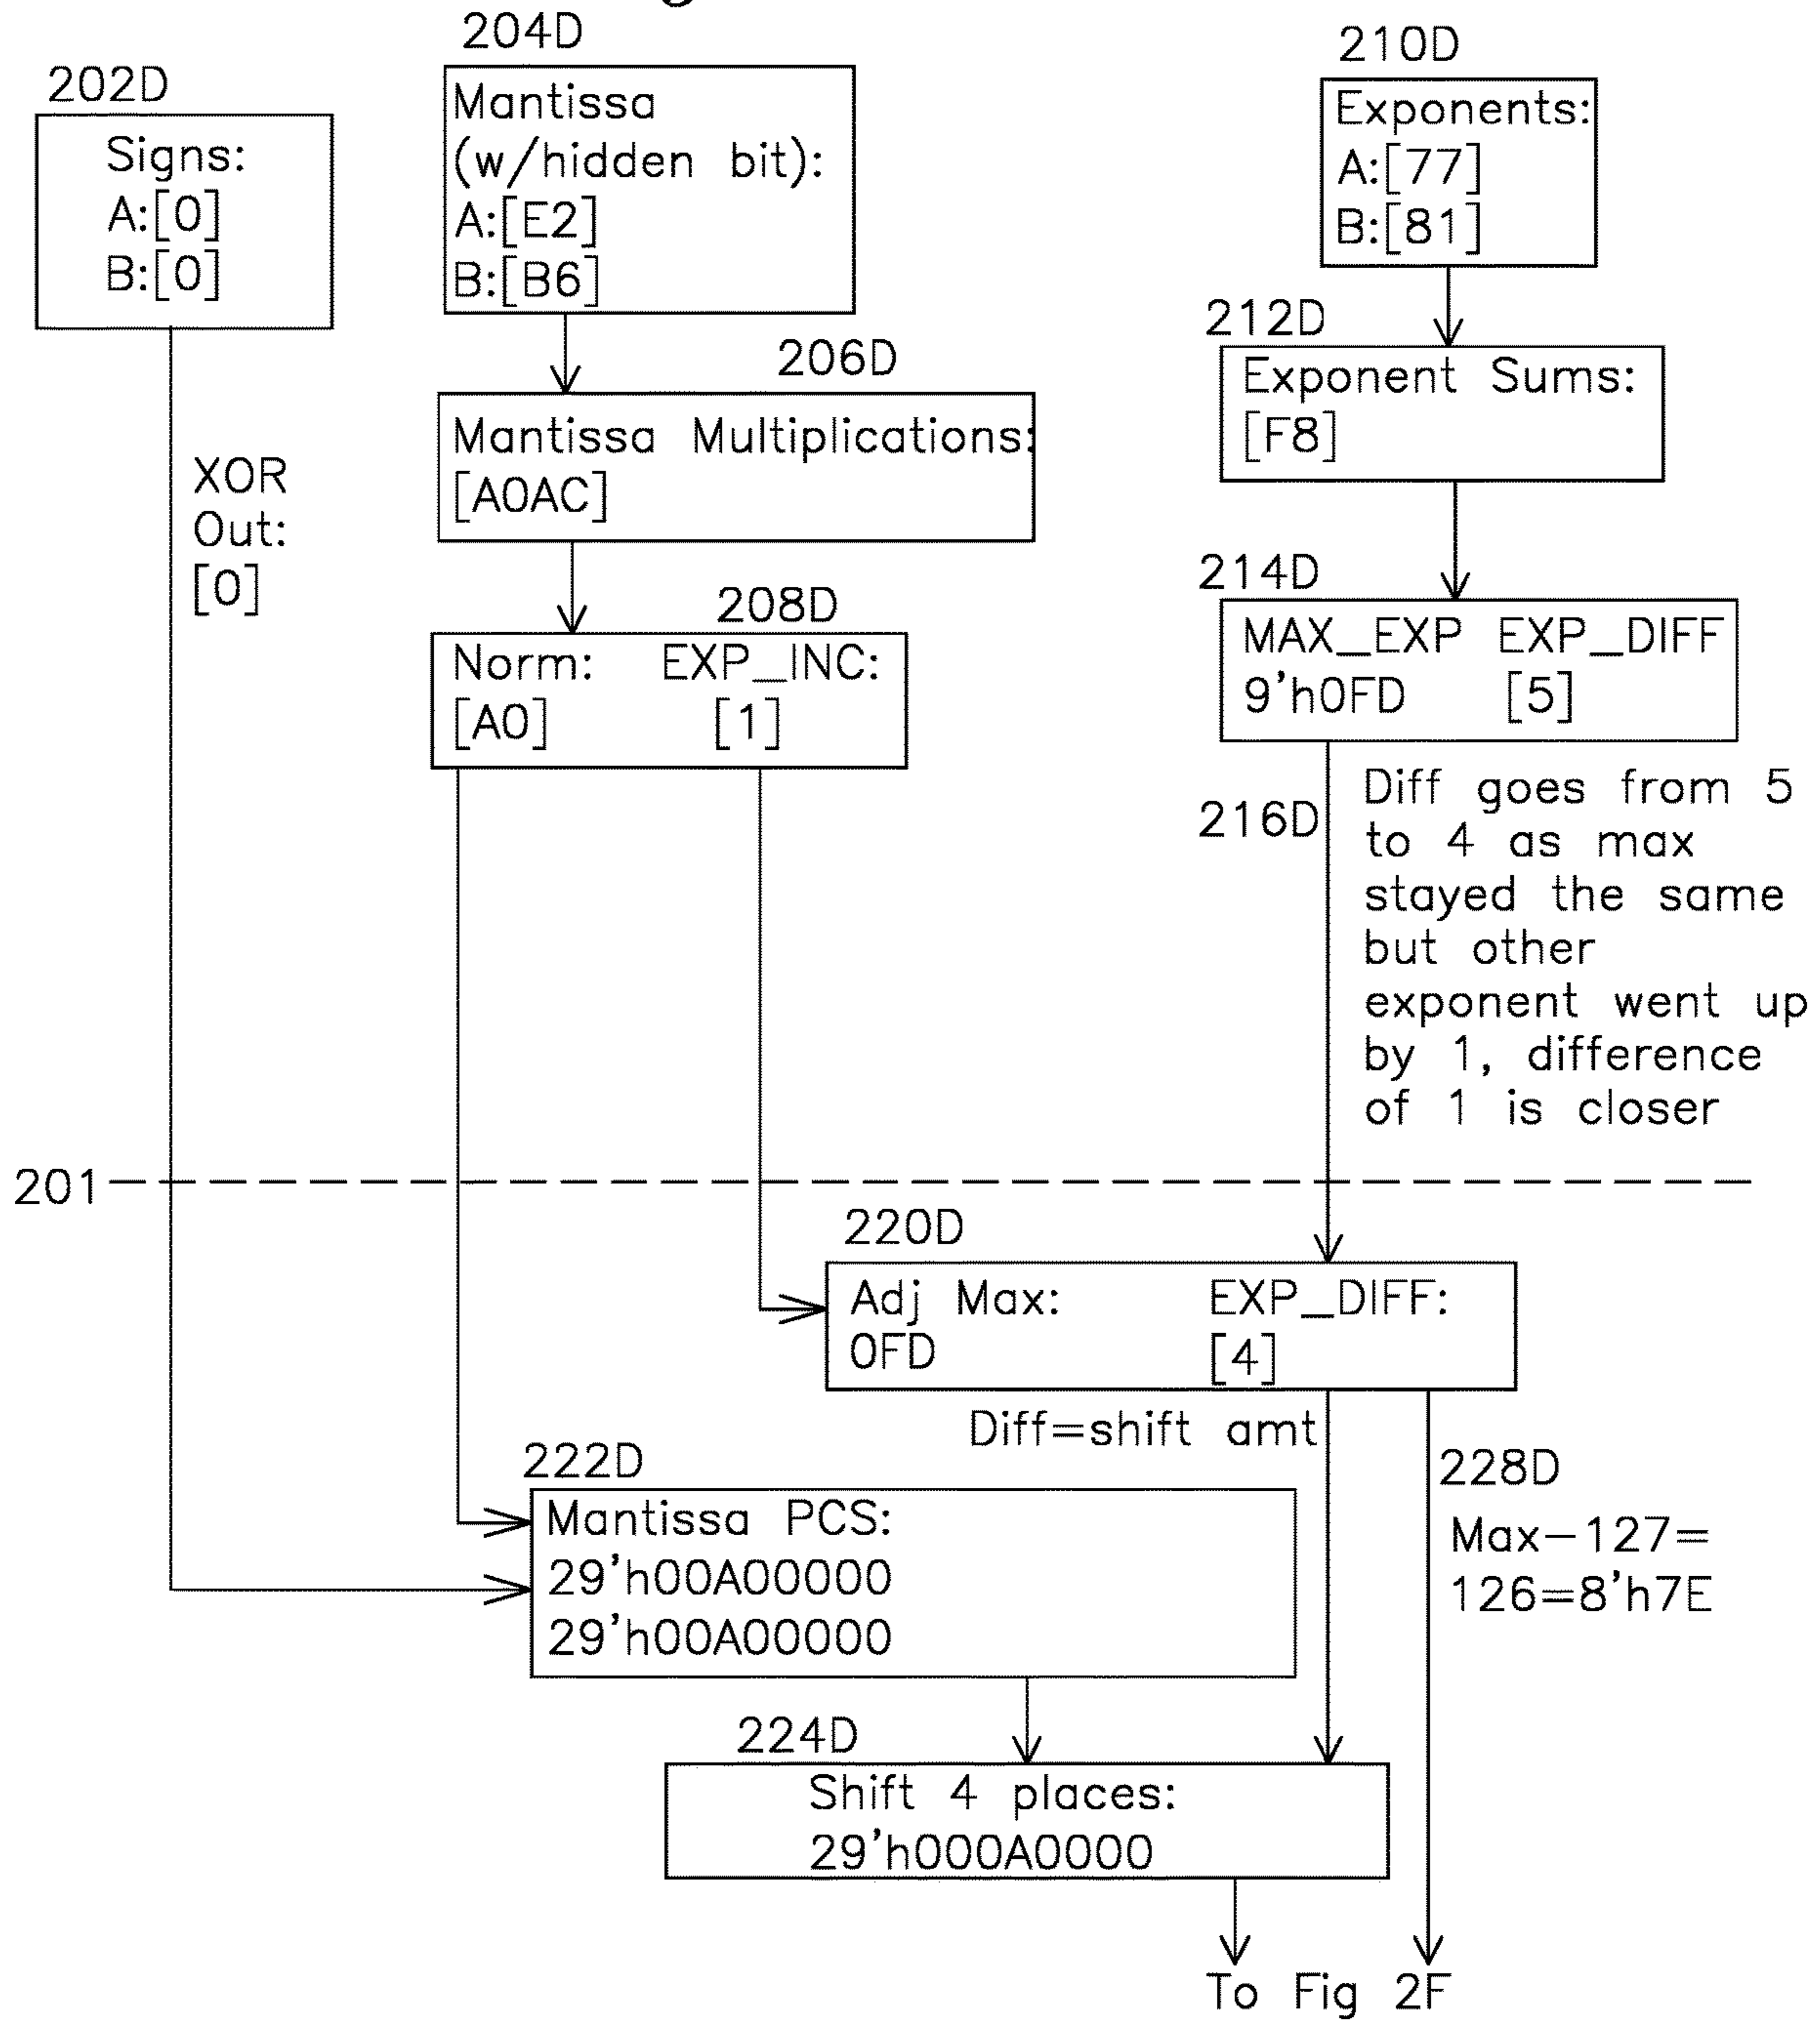 204D
210D
202D
Mantissa
(w/hidden bit):
A:[E2]
B:[B6]
Exponents:
A:[77]
B:[81]
Signs:
A:[0]
B:[0]
212D
206D
Exponent Sums:
[F8]
Mantissa Multiplications:
[A0AC]
XOR
Out:
[0]
214D
208D
MAX_EXP EXP_DIFF
9'h0FD [5]
Norm: EXP_INC:
[A0] [1]
216D
Diff goes from 5
to 4 as max
stayed the same
but other
exponent went up
by 1, difference
of 1 is closer
201
220D
Adj Max: EXP_DIFF:
0FD [4]
Diff=shift amt
222D
228D
Mantissa PCS:
29'h00A00000
29'h00A00000
Max-127=
126=8'h7E
224D
Shift 4 places:
29'h000A0000
To Fig 2F